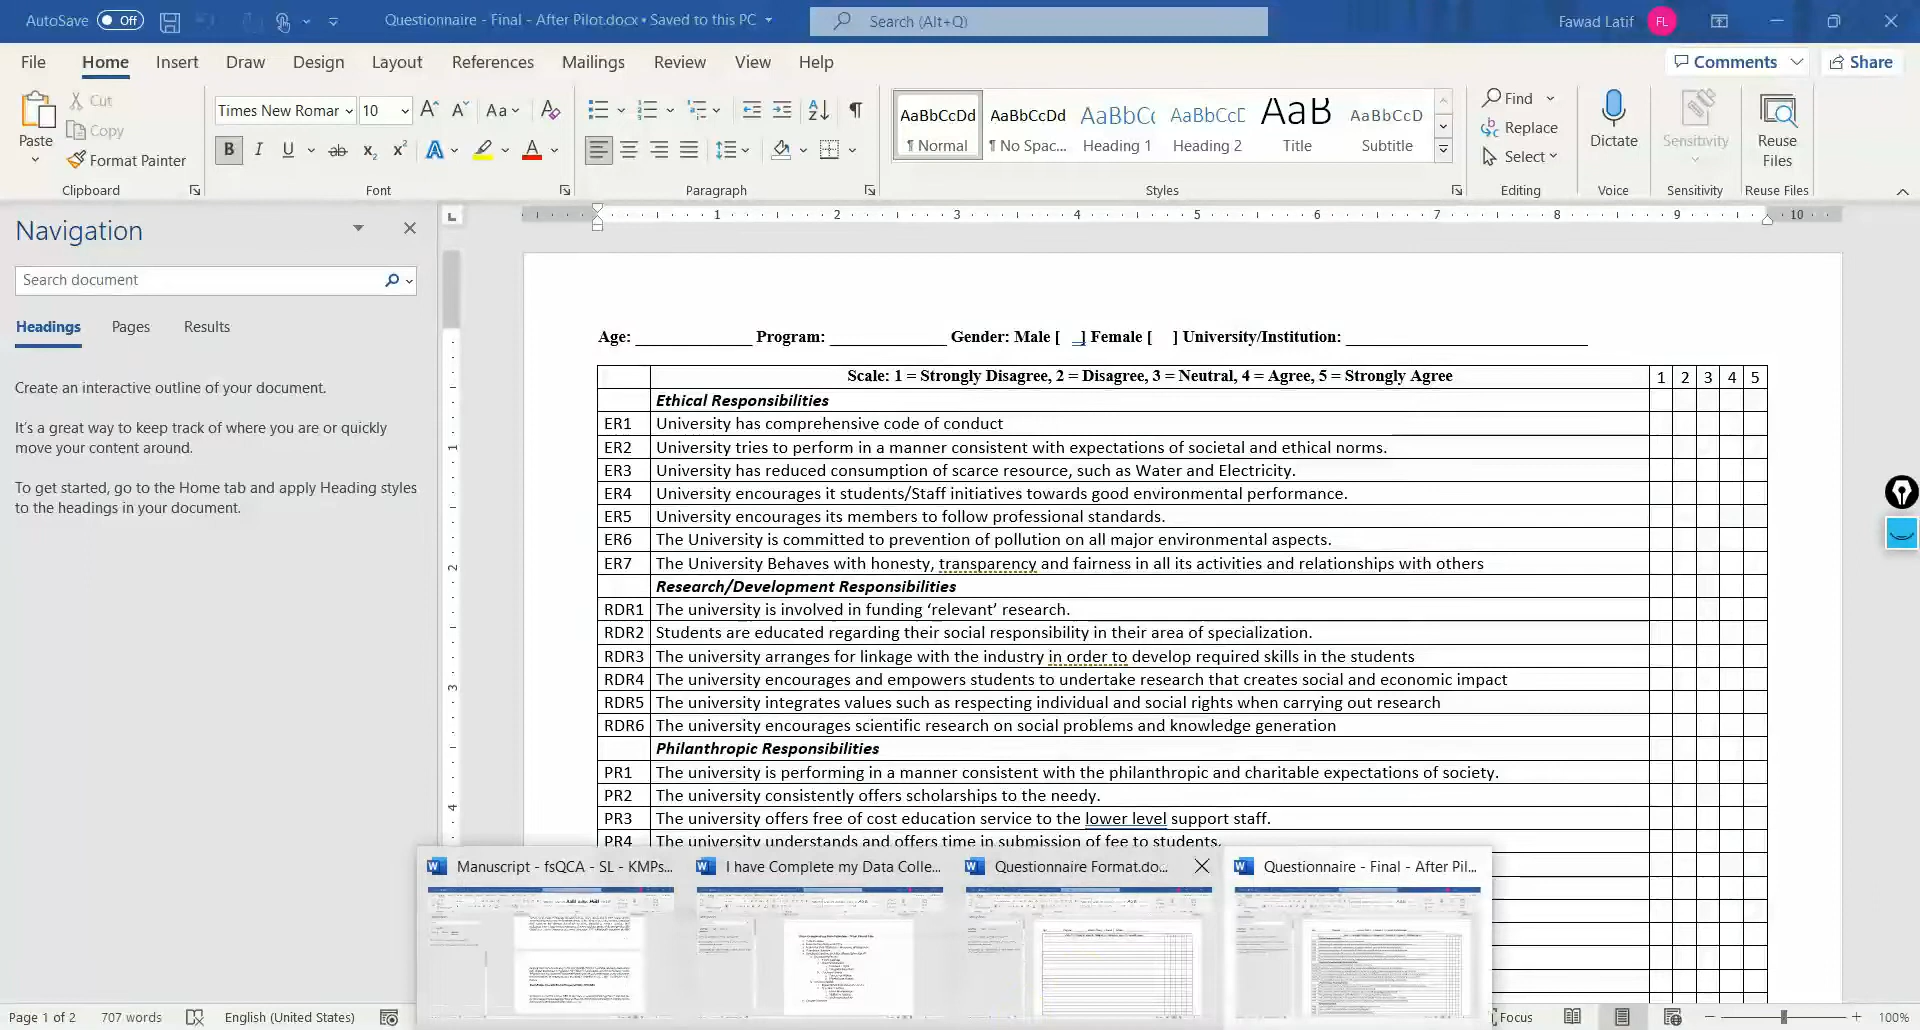 AutoSave Off Questionnaire - Final - After Pilot.docx • Saved to this PC Search (Alt+Q) Fawad Latif FL
File Home Insert Draw Design Layout References Mailings Review View Help Comments Share
Paste Cut Copy Format Painter Clipboard
Times New Romar 10 Font
Paragraph
AaBbCcDd ¶ Normal AaBbCcDd ¶ No Spac... AaBbCc Heading 1 AaBbCcD Heading 2 AaB Title AaBbCcD Subtitle
Styles
Find Replace Select Editing
Dictate Voice
Sensitivity Sensitivity
Reuse Files Reuse Files
Navigation
Search document
Headings Pages Results
Create an interactive outline of your document.
It's a great way to keep track of where you are or quickly
move your content around.
To get started, go to the Home tab and apply Heading styles
to the headings in your document.
1 2 3 4 5 6 7 8 9 10
1
2
3
4
Age: ______________ Program: ______________ Gender: Male [ _] Female [ ] University/Institution: _____________________________
Scale: 1 = Strongly Disagree, 2 = Disagree, 3 = Neutral, 4 = Agree, 5 = Strongly Agree 1 2 3 4 5
Ethical Responsibilities
ER1 University has comprehensive code of conduct
ER2 University tries to perform in a manner consistent with expectations of societal and ethical norms.
ER3 University has reduced consumption of scarce resource, such as Water and Electricity.
ER4 University encourages it students/Staff initiatives towards good environmental performance.
ER5 University encourages its members to follow professional standards.
ER6 The University is committed to prevention of pollution on all major environmental aspects.
ER7 The University Behaves with honesty, transparency and fairness in all its activities and relationships with others
Research/Development Responsibilities
RDR1 The university is involved in funding ‘relevant’ research.
RDR2 Students are educated regarding their social responsibility in their area of specialization.
RDR3 The university arranges for linkage with the industry in order to develop required skills in the students
RDR4 The university encourages and empowers students to undertake research that creates social and economic impact
RDR5 The university integrates values such as respecting individual and social rights when carrying out research
RDR6 The university encourages scientific research on social problems and knowledge generation
Philanthropic Responsibilities
PR1 The university is performing in a manner consistent with the philanthropic and charitable expectations of society.
PR2 The university consistently offers scholarships to the needy.
PR3 The university offers free of cost education service to the lower level support staff.
PR4 The university understands and offers time in submission of fee to students.
Manuscript - fsQCA - SL - KMPs... I have Complete my Data Colle... Questionnaire Format.do... Questionnaire - Final - After Pil...
Page 1 of 2 707 words English (United States) Focus 100%